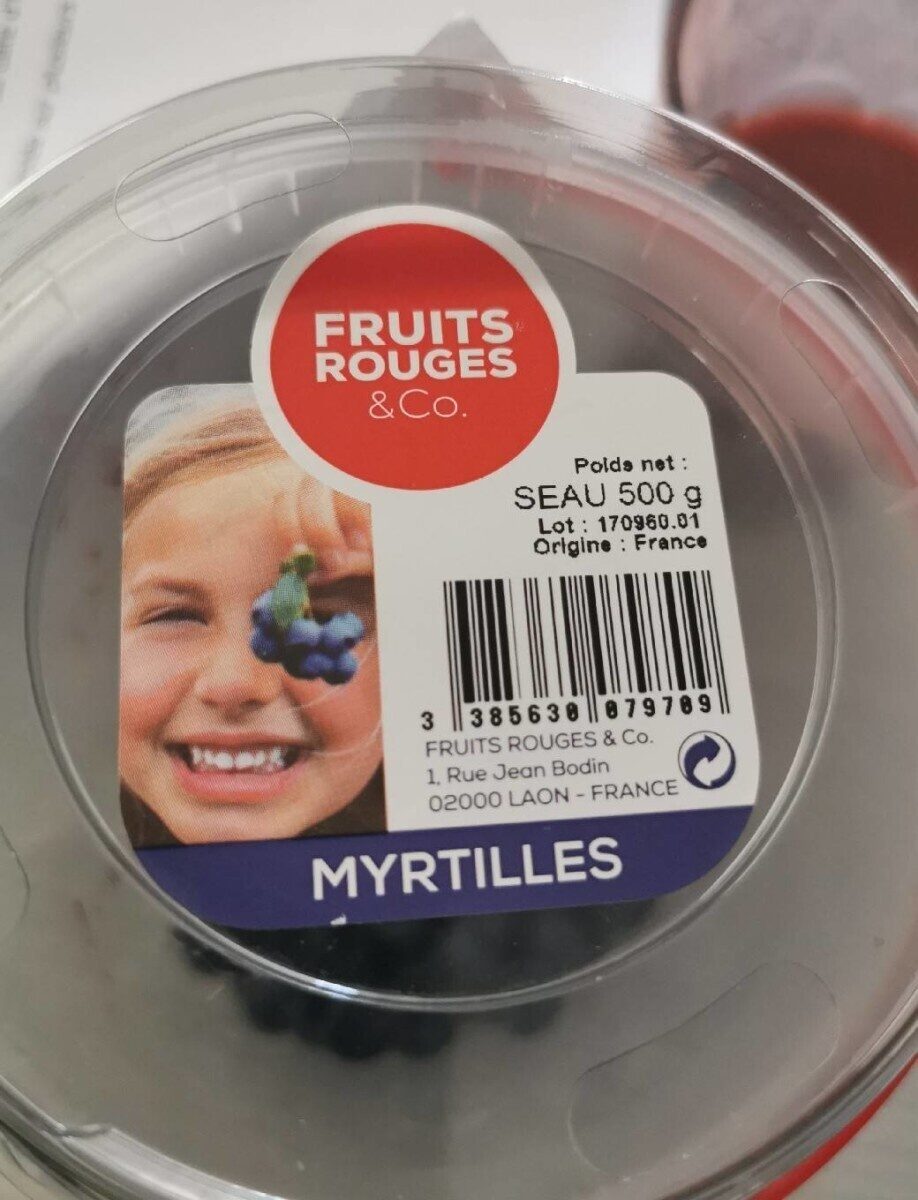 FRUITS
ROUGES
&Co.
Poids net :
SEAU 500 g
Lot : 170960.01
Origine : France
3 385630 079709
FRUITS ROUGES & Co.
1, Rue Jean Bodin
02000 LAON - FRANCE
MYRTILLES